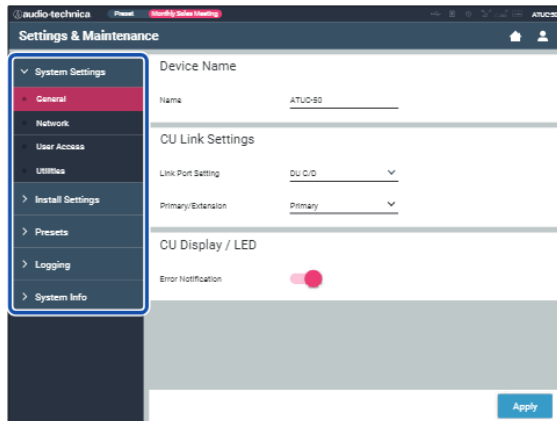 audio-technica Preset Monthly Sales Meeting ATUC-50
Settings & Maintenance
System Settings
General
Network
User Access
Utilities
Install Settings
Presets
Logging
System Info
Device Name
Name ATUC-50
CU Link Settings
Link Port Setting DU C/D
Primary/Extension Primary
CU Display / LED
Error Notification
Apply